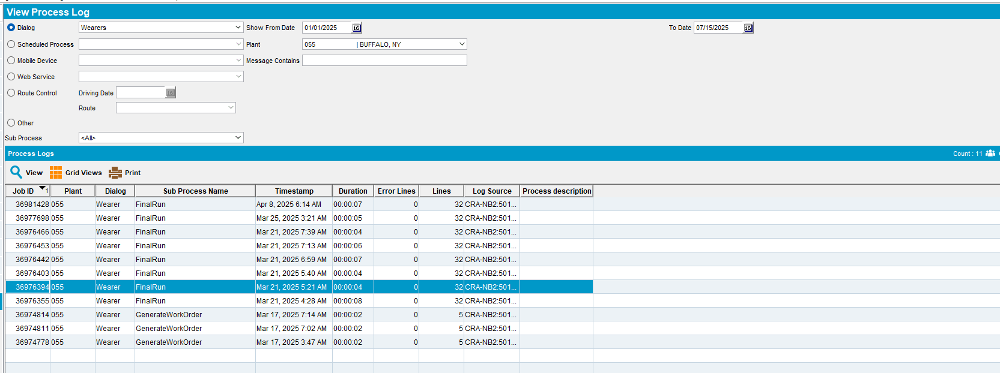 View Process Log
Dialog Wearers Show From Date 01/01/2025 16 To Date 07/15/2025 16
Scheduled Process Plant 055 | BUFFALO, NY
Mobile Device Message Contains
Web Service
Route Control Driving Date 16
Route
Other
Sub Process <All>
Process Logs Count : 11
View Grid Views Print
Job ID 1 Plant Dialog Sub Process Name Timestamp Duration Error Lines Lines Log Source Process description
36981428 055 Wearer FinalRun Apr 8, 2025 6:14 AM 00:00:07 0 32 CRA-NB2:501...
36977698 055 Wearer FinalRun Mar 25, 2025 3:21 AM 00:00:05 0 32 CRA-NB2:501...
36976466 055 Wearer FinalRun Mar 21, 2025 7:39 AM 00:00:04 0 32 CRA-NB2:501...
36976453 055 Wearer FinalRun Mar 21, 2025 7:13 AM 00:00:06 0 32 CRA-NB2:501...
36976442 055 Wearer FinalRun Mar 21, 2025 6:59 AM 00:00:07 0 32 CRA-NB2:501...
36976403 055 Wearer FinalRun Mar 21, 2025 5:40 AM 00:00:04 0 32 CRA-NB2:501...
36976394 055 Wearer FinalRun Mar 21, 2025 5:21 AM 00:00:04 0 32 CRA-NB2:501...
36976355 055 Wearer FinalRun Mar 21, 2025 4:28 AM 00:00:08 0 32 CRA-NB2:501...
36974814 055 Wearer GenerateWorkOrder Mar 17, 2025 7:14 AM 00:00:02 0 5 CRA-NB2:501...
36974811 055 Wearer GenerateWorkOrder Mar 17, 2025 7:02 AM 00:00:02 0 5 CRA-NB2:501...
36974778 055 Wearer GenerateWorkOrder Mar 17, 2025 3:47 AM 00:00:02 0 5 CRA-NB2:501...